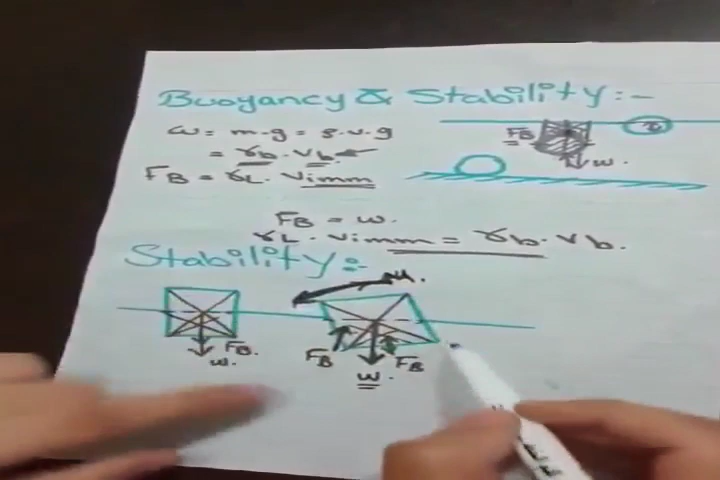 Buoyancy & Stability :-
w = m.g = ρ.v.g
= γb . vb
FB = γL . vimm
FB
w.
FB = w.
γL . vimm = γb . vb.
Stability :-
M.
FB.
w.
FB
FB
w.